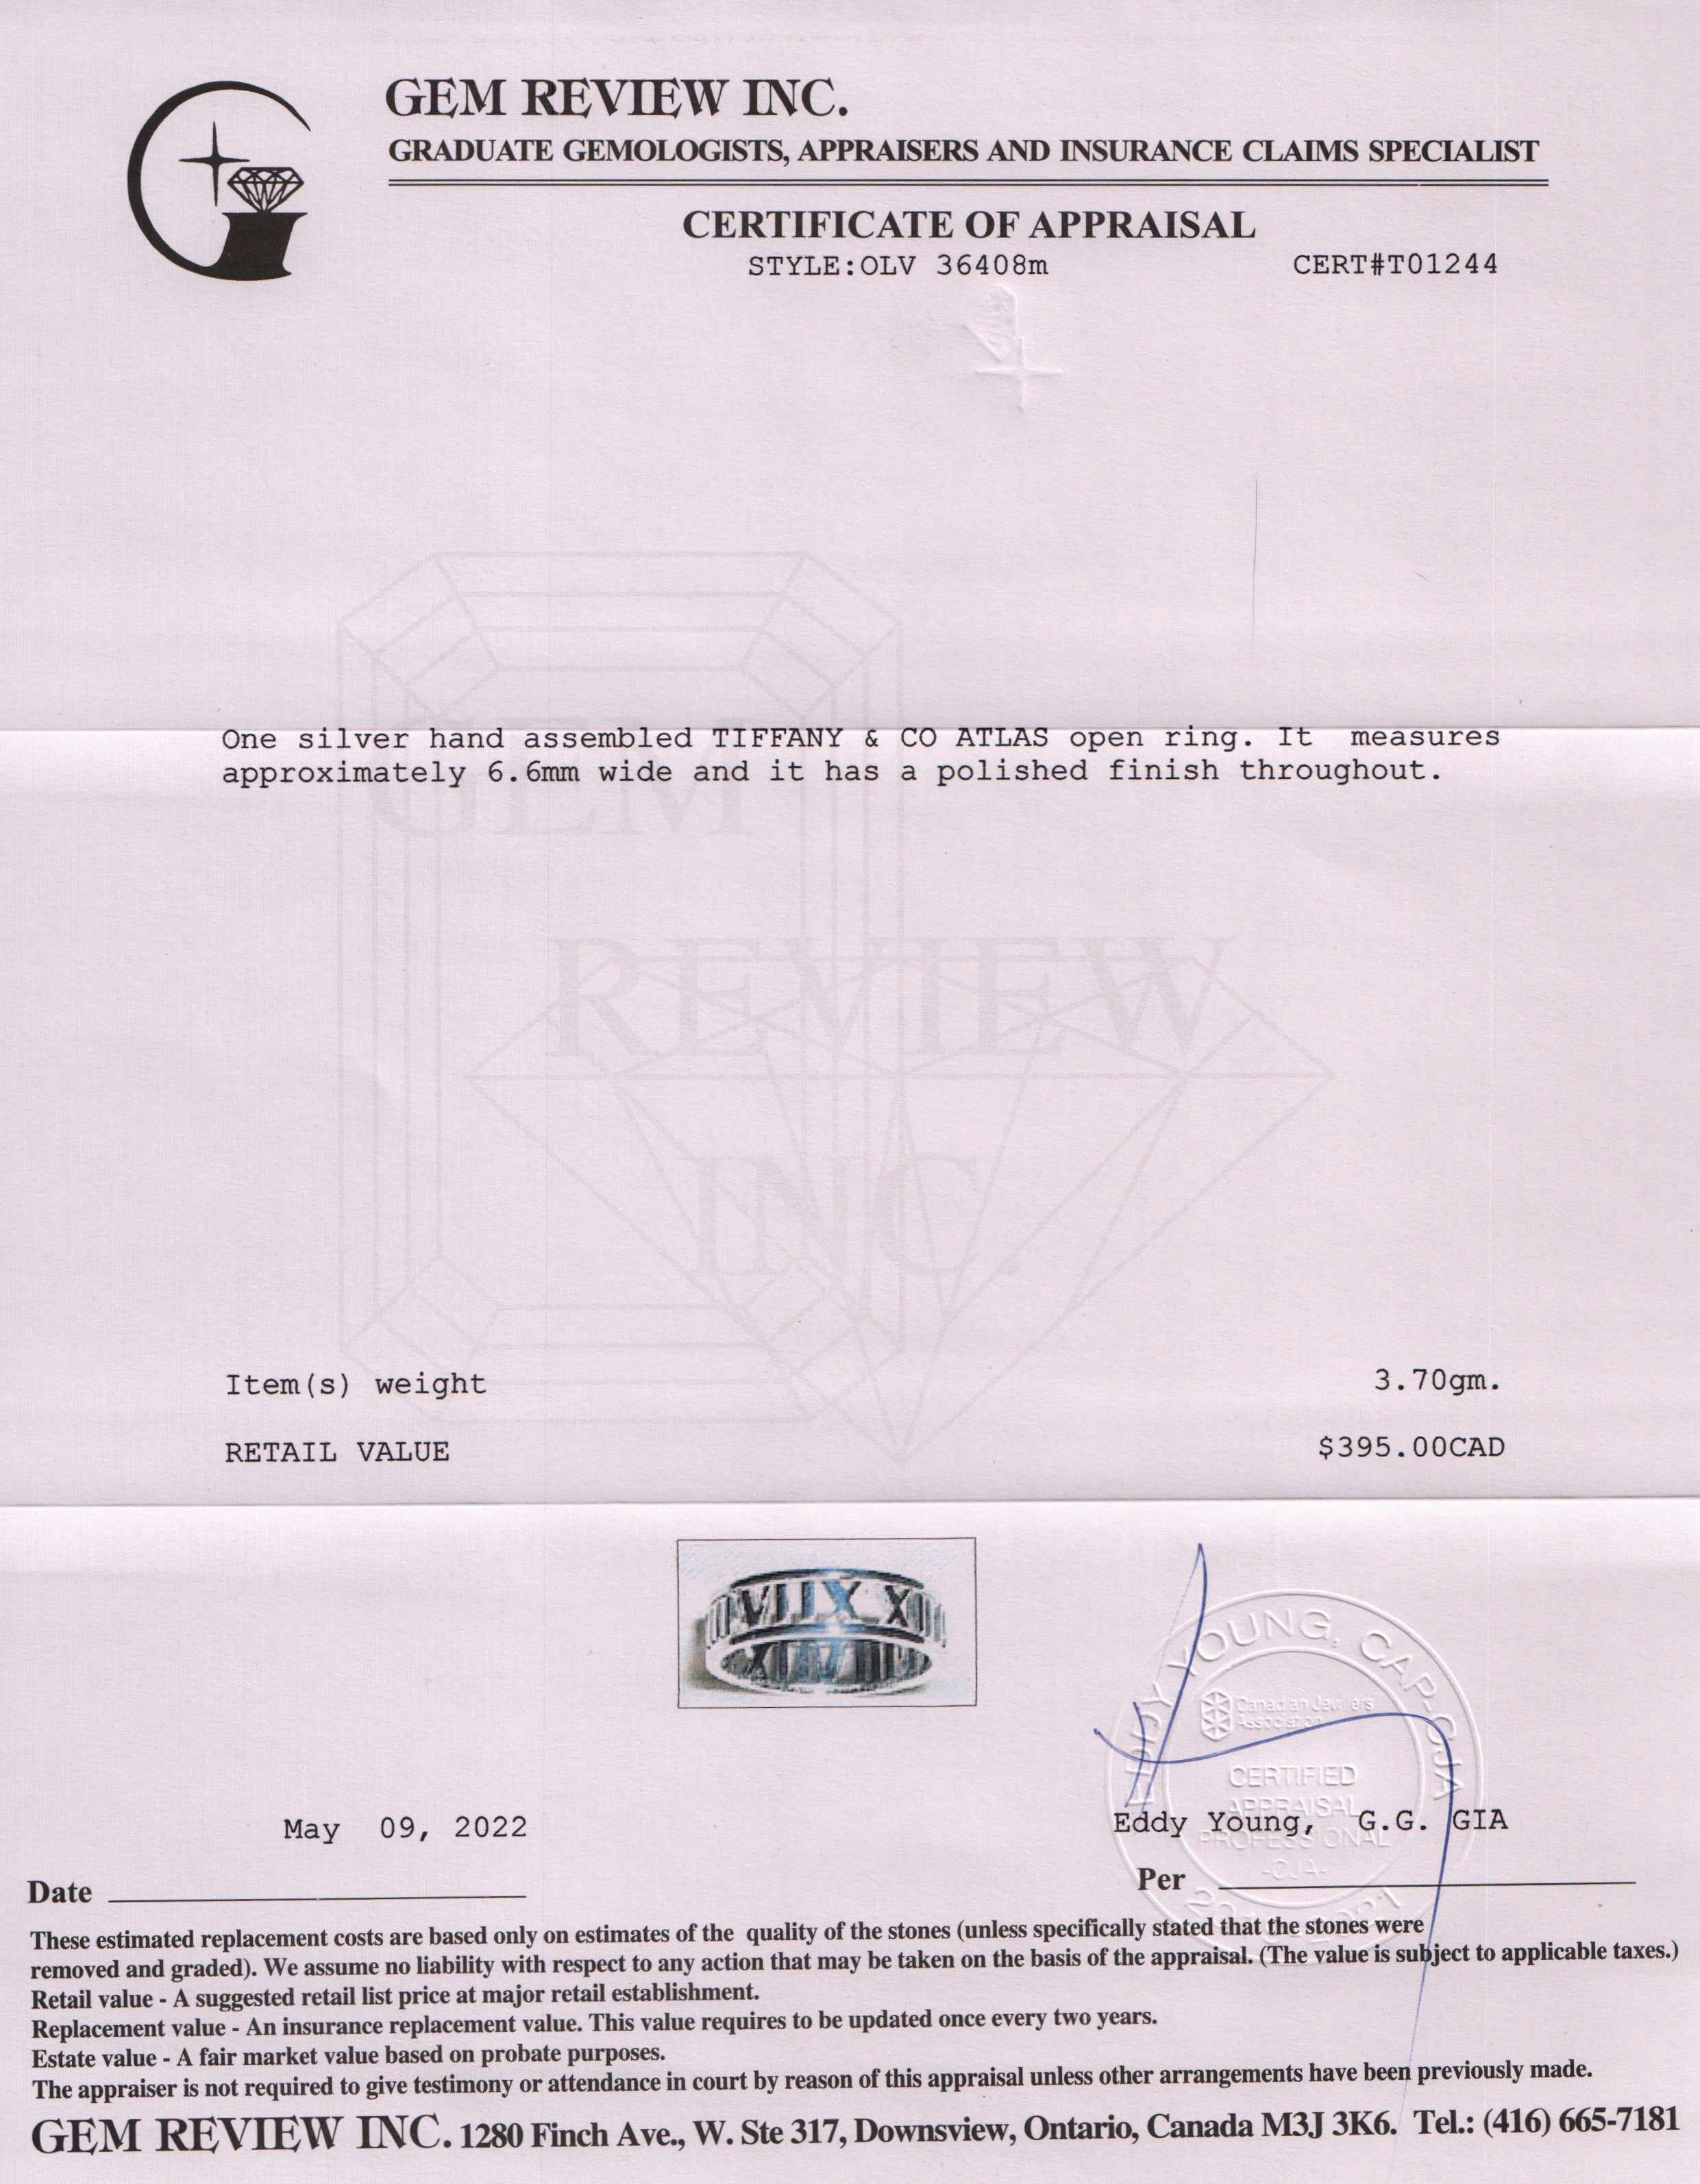 GEM REVIEW INC.
GRADUATE GEMOLOGISTS, APPRAISERS AND INSURANCE CLAIMS SPECIALIST
CERTIFICATE OF APPRAISAL
STYLE:OLV 36408m CERT#T01244
One silver hand assembled TIFFANY & CO ATLAS open ring. It measures
approximately 6.6mm wide and it has a polished finish throughout.
GEM
REVIEW
INC.
Item(s) weight 3.70gm.
RETAIL VALUE $395.00CAD
VIIX X
EDDY YOUNG, CAP-CJA
Canadian Jewellers
Association
CERTIFIED
APPRAISAL
PROFESSIONAL
-CJA-
May 09, 2022 Eddy Young, G.G. GIA
Date Per
These estimated replacement costs are based only on estimates of the quality of the stones (unless specifically stated that the stones were
removed and graded). We assume no liability with respect to any action that may be taken on the basis of the appraisal. (The value is subject to applicable taxes.)
Retail value - A suggested retail list price at major retail establishment.
Replacement value - An insurance replacement value. This value requires to be updated once every two years.
Estate value - A fair market value based on probate purposes.
The appraiser is not required to give testimony or attendance in court by reason of this appraisal unless other arrangements have been previously made.
GEM REVIEW INC. 1280 Finch Ave., W. Ste 317, Downsview, Ontario, Canada M3J 3K6. Tel.: (416) 665-7181